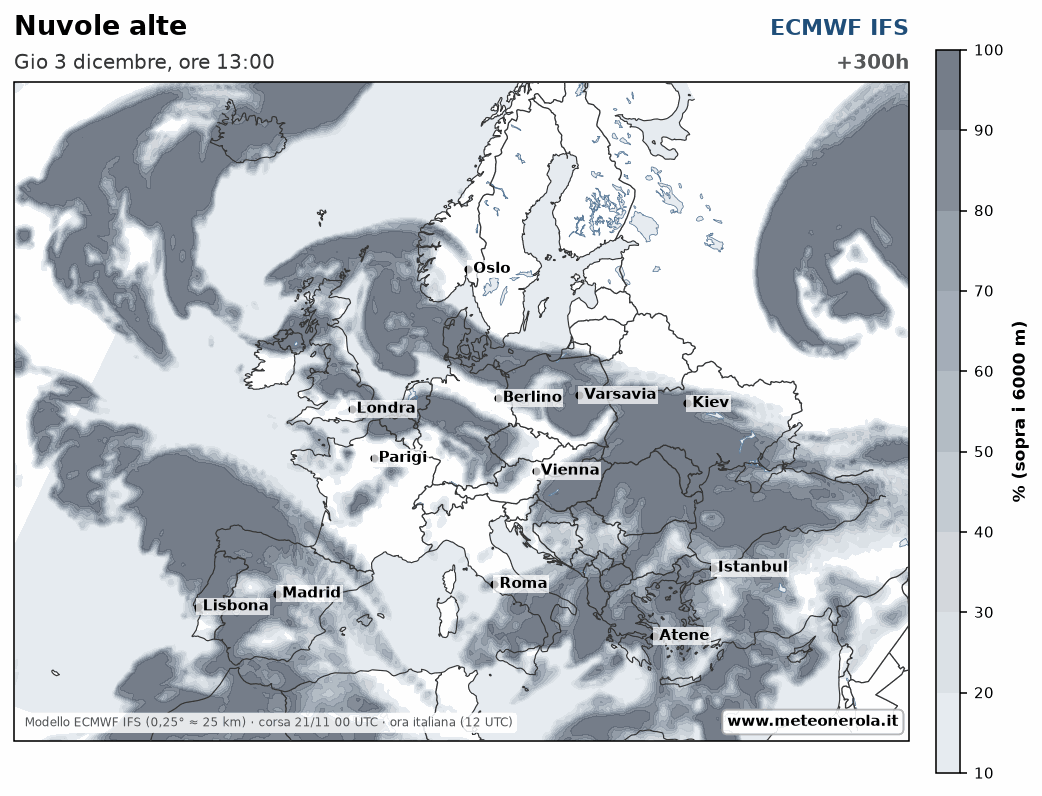 Nuvole alte
ECMWF IFS
Gio 3 dicembre, ore 13:00
+300h
100
90
80
70
60
50
40
30
20
10
% (sopra i 6000 m)
Oslo
Londra
Berlino
Varsavia
Kiev
Parigi
Vienna
Istanbul
Roma
Madrid
Lisbona
Atene
Modello ECMWF IFS (0,25° ≈ 25 km) · corsa 21/11 00 UTC · ora italiana (12 UTC)
www.meteonerola.it